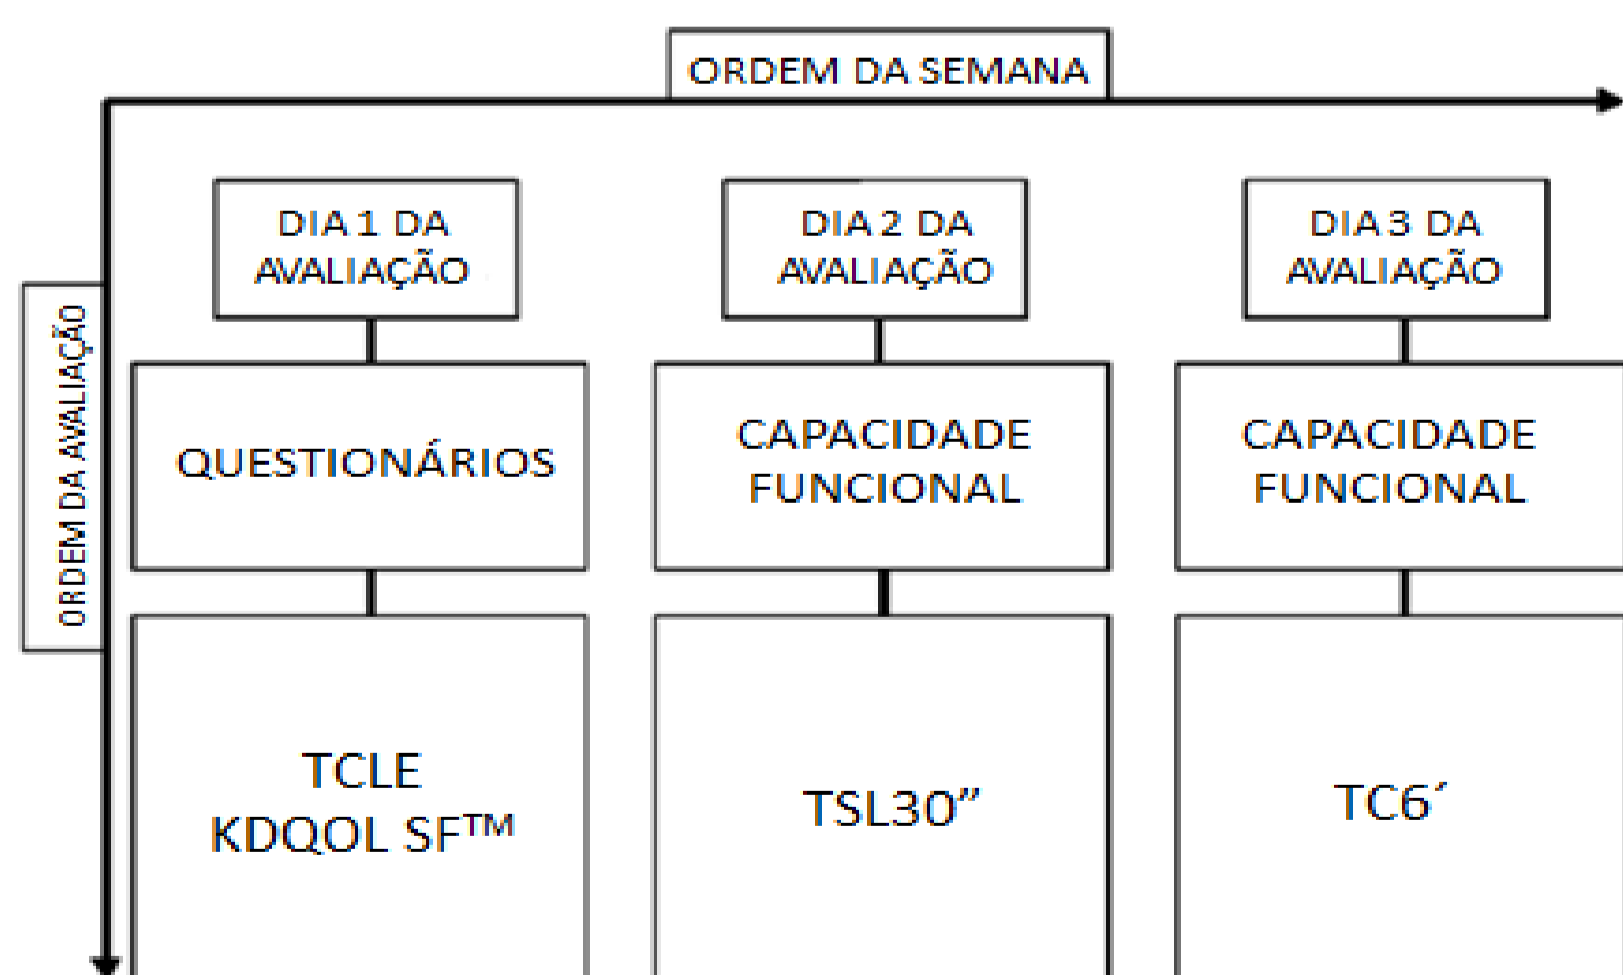 ORDEM DA SEMANA
ORDEM DA AVALIAÇÃO
DIA 1 DA
AVALIAÇÃO
QUESTIONÁRIOS
TCLE
KDQOL SF™
DIA 2 DA
AVALIAÇÃO
CAPACIDADE
FUNCIONAL
TSL30”
DIA 3 DA
AVALIAÇÃO
CAPACIDADE
FUNCIONAL
TC6´